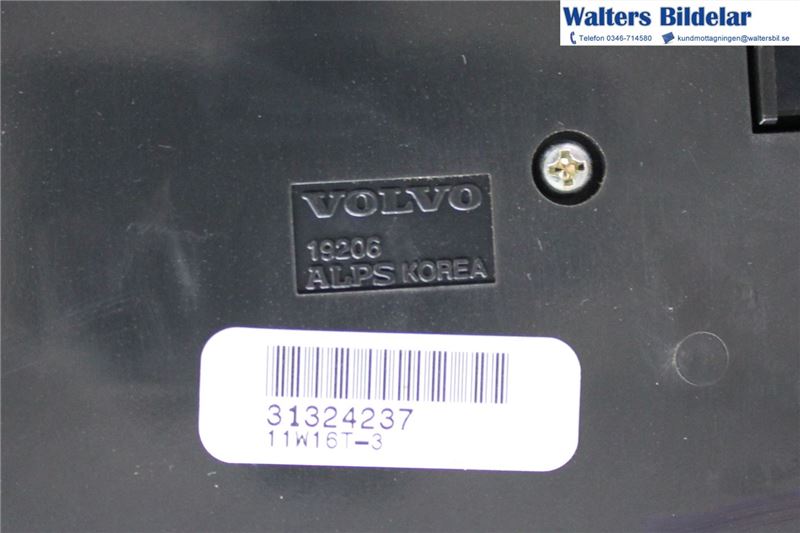 Walters Bildelar
Telefon 0346-714580 kundmottagningen@waltersbil.se
VOLVO
19206
ALPS KOREA
31324237
11W16T-3